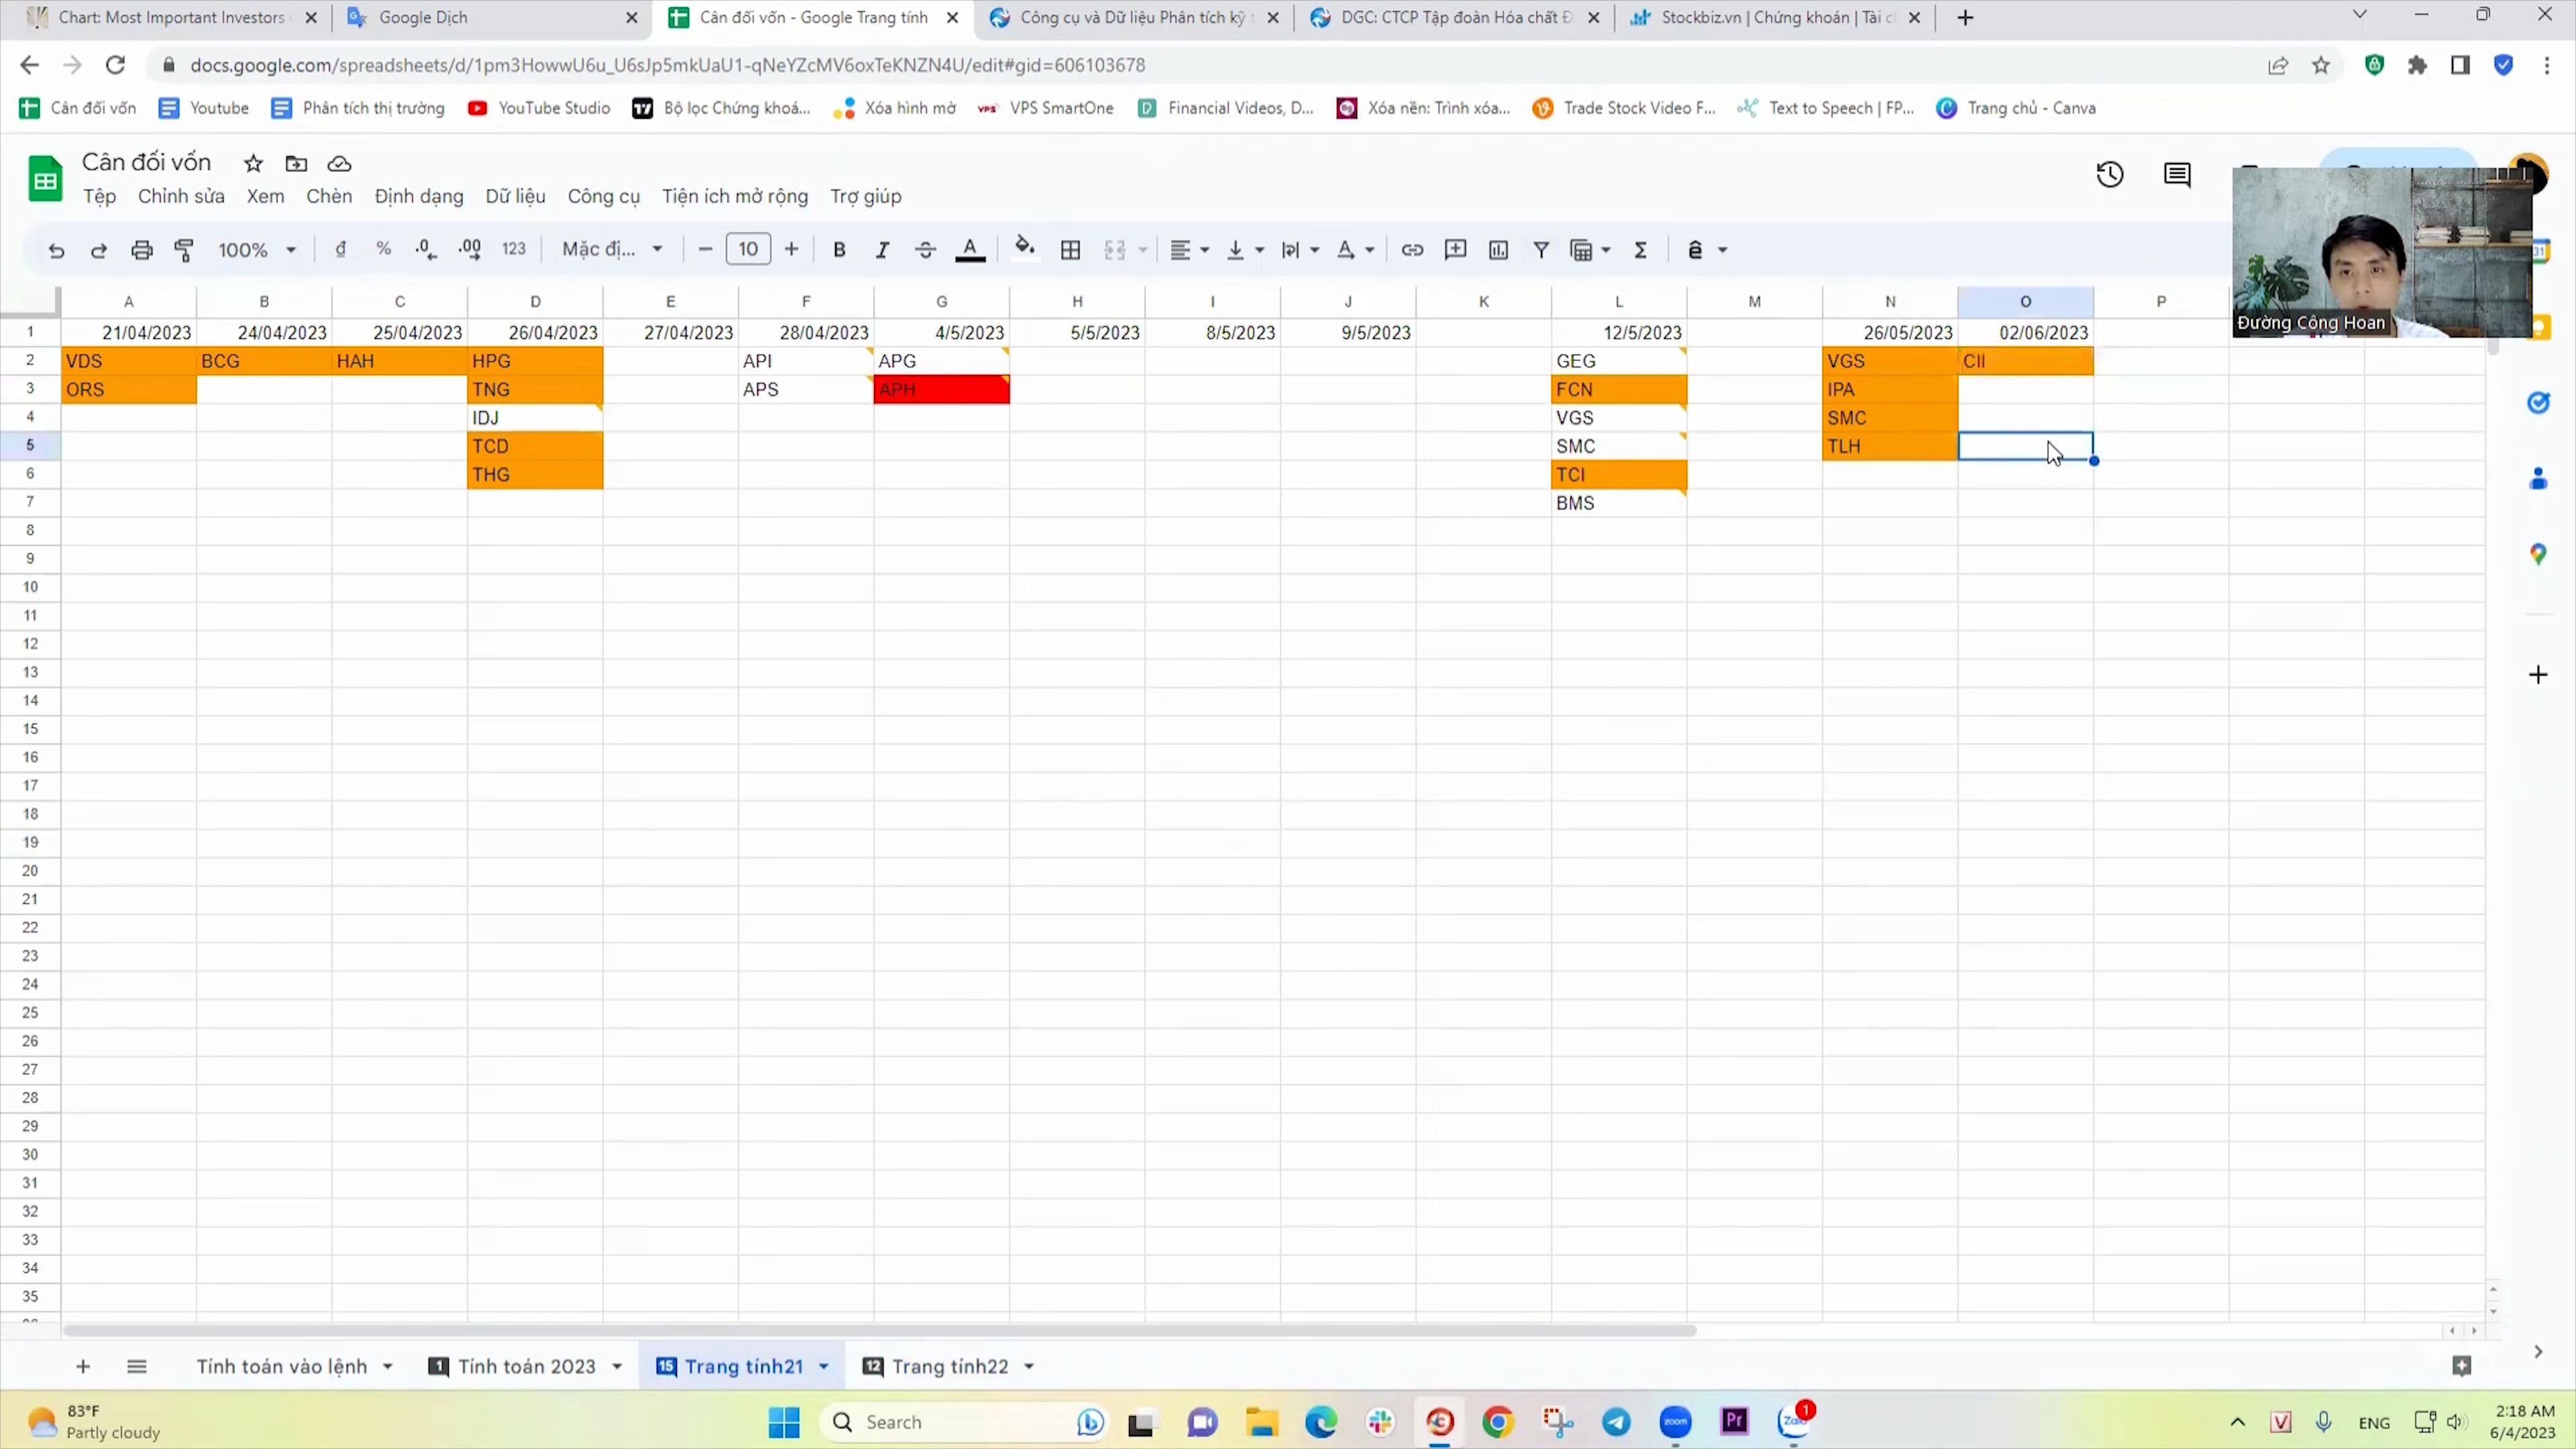 Chart: Most Important Investors
Google Dịch
Cân đối vốn - Google Trang tính
Công cụ và Dữ liệu Phân tích kỹ
DGC: CTCP Tập đoàn Hóa chất Đ
Stockbiz.vn | Chứng khoán | Tài c
docs.google.com/spreadsheets/d/1pm3HowwU6u_U6sJp5mkUaU1-qNeYZcMV6oxTeKNZN4U/edit#gid=606103678
Cân đối vốn Youtube Phân tích thị trường YouTube Studio Bộ lọc Chứng khoá... Xóa hình mờ VPS VPS SmartOne Financial Videos, D... Xóa nền: Trình xóa... Trade Stock Video F... Text to Speech | FP... Trang chủ - Canva
Cân đối vốn
Tệp Chỉnh sửa Xem Chèn Định dạng Dữ liệu Công cụ Tiện ích mở rộng Trợ giúp
100% đ % .0 .00 123 Mặc đị... 10 B I A Σ ê
A B C D E F G H I J K L M N O P
1 21/04/2023 24/04/2023 25/04/2023 26/04/2023 27/04/2023 28/04/2023 4/5/2023 5/5/2023 8/5/2023 9/5/2023 12/5/2023 26/05/2023 02/06/2023
Đường Công Hoan
2 VDS BCG HAH HPG API APG GEG VGS CII
3 ORS TNG APS APH FCN IPA
4 IDJ VGS SMC
5 TCD SMC TLH
6 THG TCI
7 BMS
8
9
10
11
12
13
14
15
16
17
18
19
20
21
22
23
24
25
26
27
28
29
30
31
32
33
34
35
Tính toán vào lệnh 1 Tính toán 2023 15 Trang tính21 12 Trang tính22
83°F
Partly cloudy
Search
zoom
Pr
Zalo
1
V
ENG
2:18 AM
6/4/2023